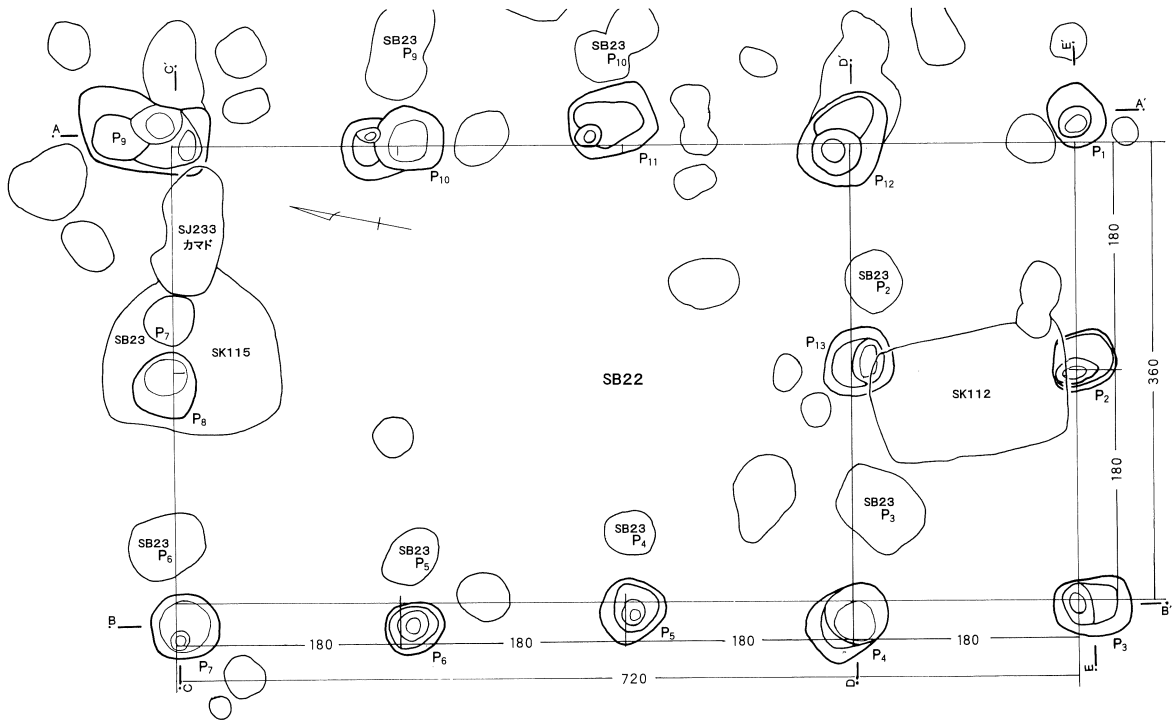 SB23
P9
SB23
P10
C'
D'
E'
A
P9
P10
P11
P12
P1
A'
SJ233
カマド
180
SB23
P2
SB23
P7
SK115
P8
SB22
P13
SK112
P2
360
180
SB23
P3
SB23
P6
SB23
P5
SB23
P4
B
P7
180
P6
180
P5
180
P4
180
P3
B'
C
720
D
E